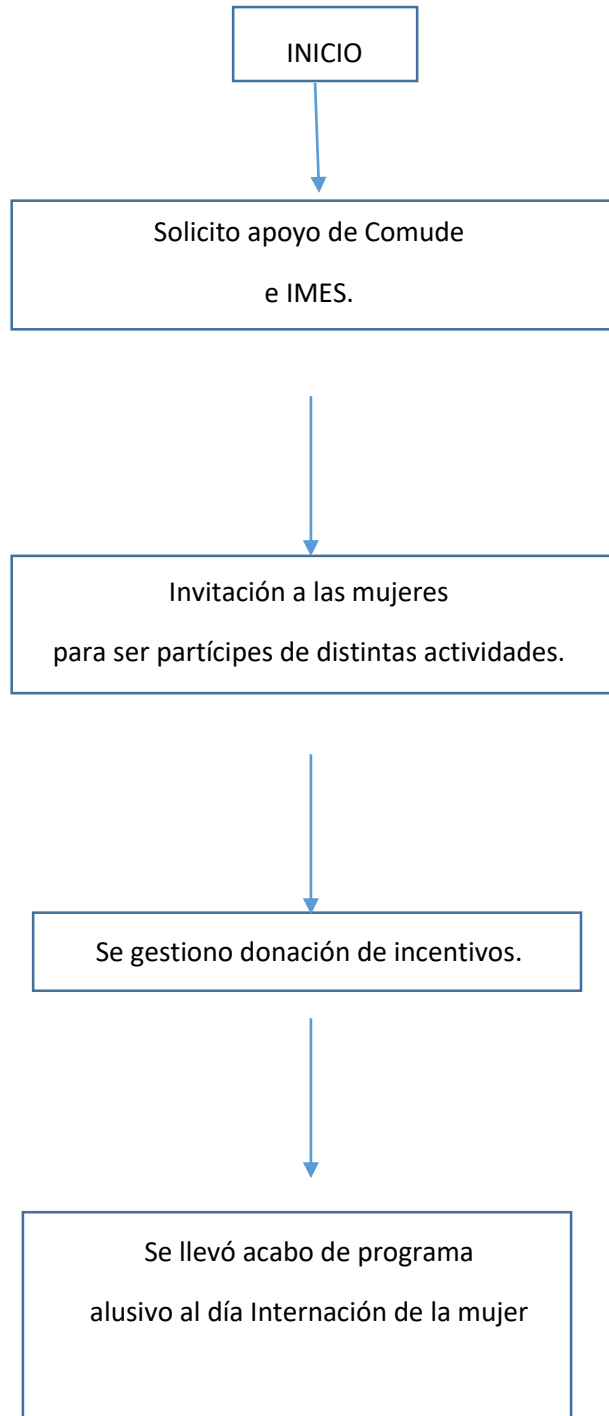 INICIO
Solicito apoyo de Comude
e IMES.
Invitación a las mujeres
para ser partícipes de distintas actividades.
Se gestiono donación de incentivos.
Se llevó acabo de programa
alusivo al día Internación de la mujer